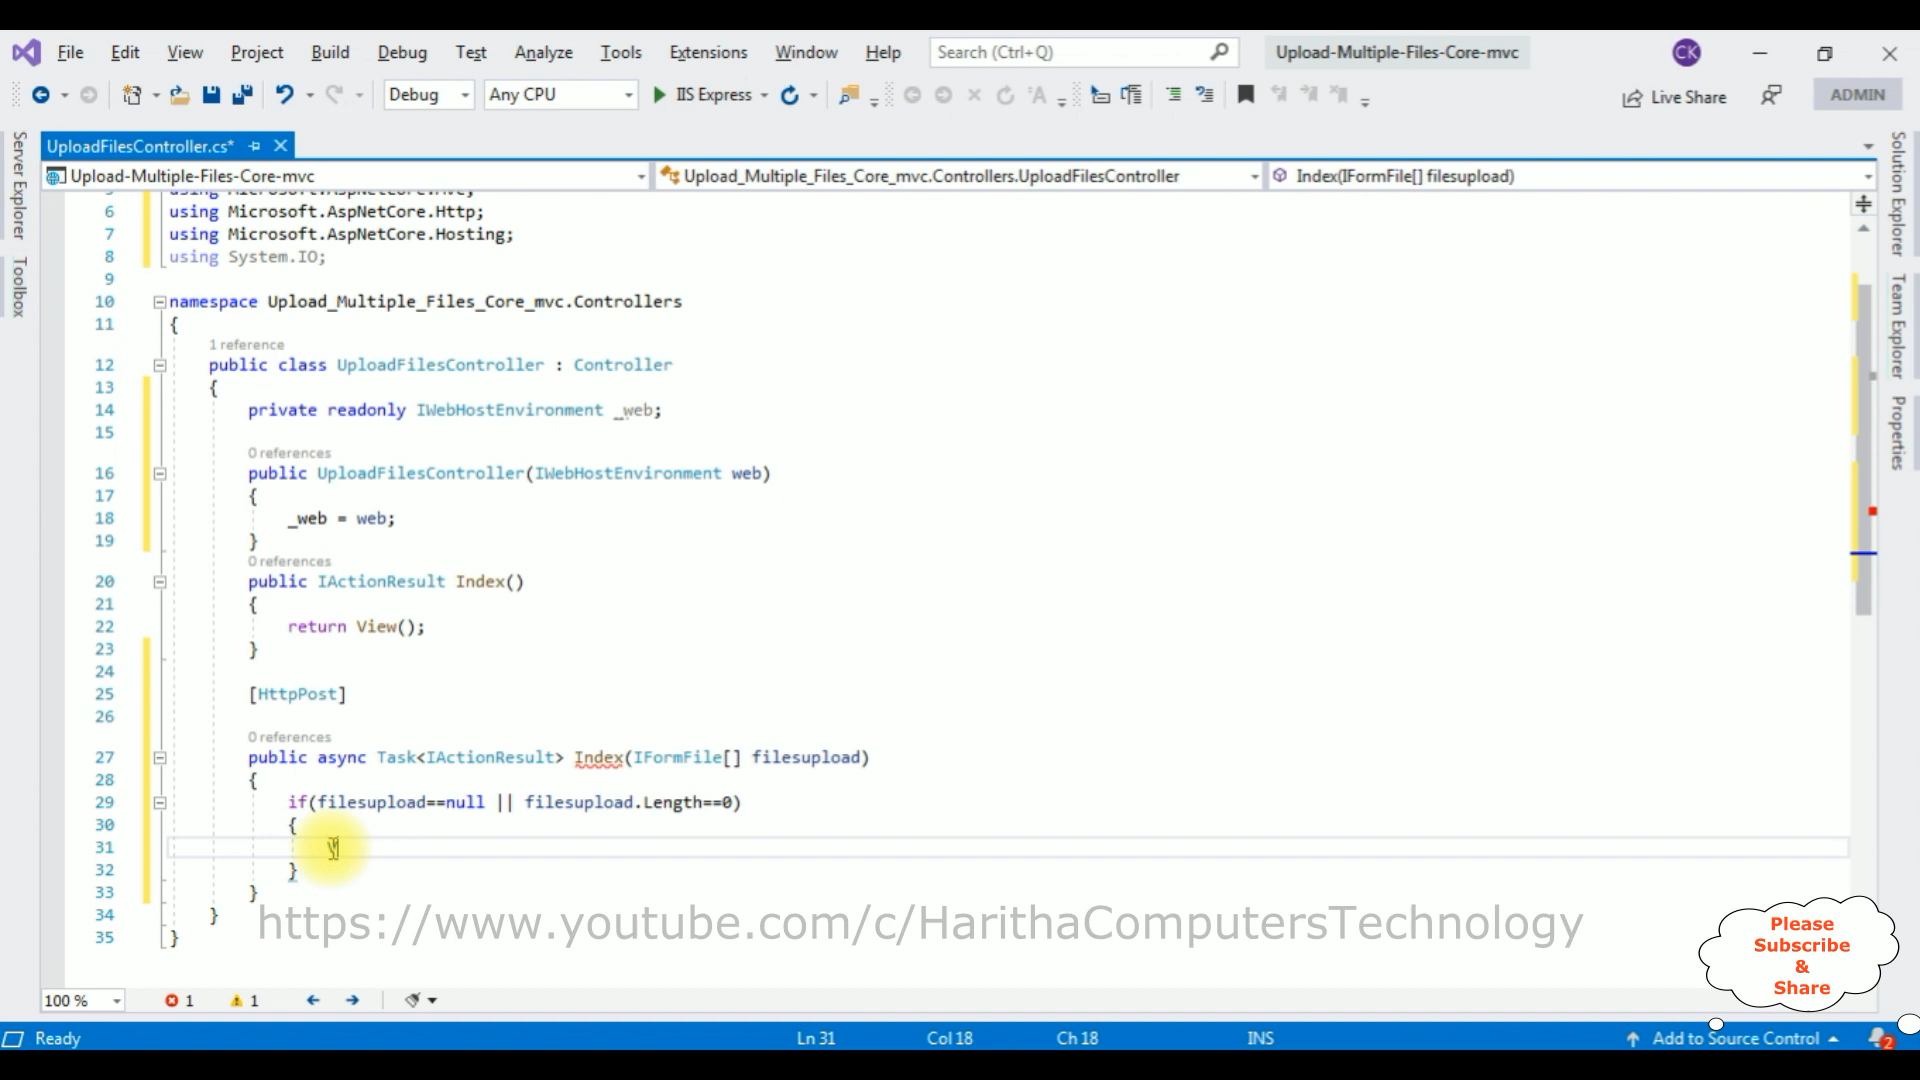 File Edit View Project Build Debug Test Analyze Tools Extensions Window Help Search (Ctrl+Q) Upload-Multiple-Files-Core-mvc CK
Debug Any CPU IIS Express Live Share ADMIN
Server Explorer
Toolbox
UploadFilesController.cs*
Upload-Multiple-Files-Core-mvc Upload_Multiple_Files_Core_mvc.Controllers.UploadFilesController Index(IFormFile[] filesupload)
using Microsoft.AspNetCore.Mvc;
6 using Microsoft.AspNetCore.Http;
7 using Microsoft.AspNetCore.Hosting;
8 using System.IO;
9
10 namespace Upload_Multiple_Files_Core_mvc.Controllers
11 {
1 reference
12 public class UploadFilesController : Controller
13 {
14 private readonly IWebHostEnvironment _web;
15
0 references
16 public UploadFilesController(IWebHostEnvironment web)
17 {
18 _web = web;
19 }
0 references
20 public IActionResult Index()
21 {
22 return View();
23 }
24
25 [HttpPost]
26
0 references
27 public async Task<IActionResult> Index(IFormFile[] filesupload)
28 {
29 if(filesupload==null || filesupload.Length==0)
30 {
31
32 }
33 }
34 }
35 }
https://www.youtube.com/c/HarithaComputersTechnology
Solution Explorer
Team Explorer
Properties
Please
Subscribe
&
Share
100 % 1 1
Ready Ln 31 Col 18 Ch 18 INS Add to Source Control 2